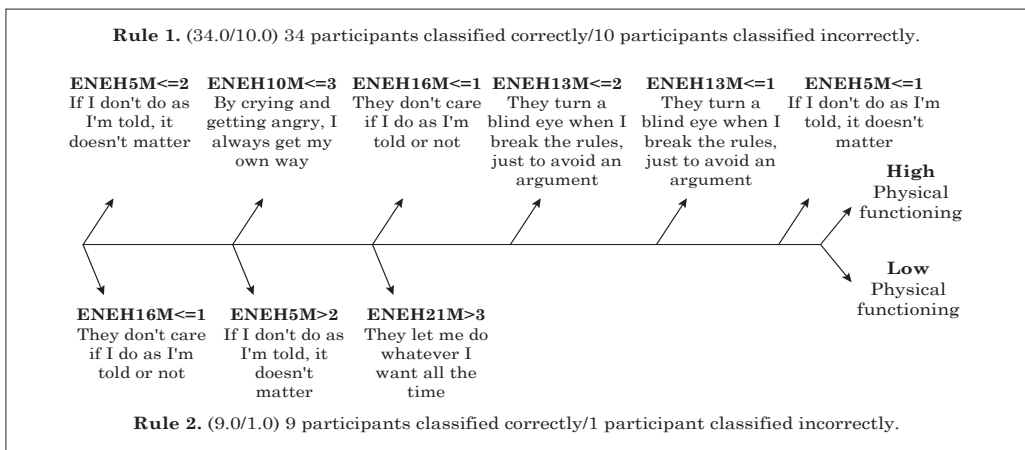 Rule 1. (34.0/10.0) 34 participants classified correctly/10 participants classified incorrectly.
ENEH5M<=2
If I don't do as
I'm told, it
doesn't matter
ENEH10M<=3
By crying and
getting angry, I
always get my
own way
ENEH16M<=1
They don't care
if I do as I'm
told or not
ENEH13M<=2
They turn a
blind eye when I
break the rules,
just to avoid an
argument
ENEH13M<=1
They turn a
blind eye when I
break the rules,
just to avoid an
argument
ENEH5M<=1
If I don't do as I'm
told, it doesn't
matter
High
Physical
functioning
Low
Physical
functioning
ENEH16M<=1
They don't care
if I do as I'm
told or not
ENEH5M>2
If I don't do as
I'm told, it
doesn't
matter
ENEH21M>3
They let me do
whatever I
want all the
time
Rule 2. (9.0/1.0) 9 participants classified correctly/1 participant classified incorrectly.